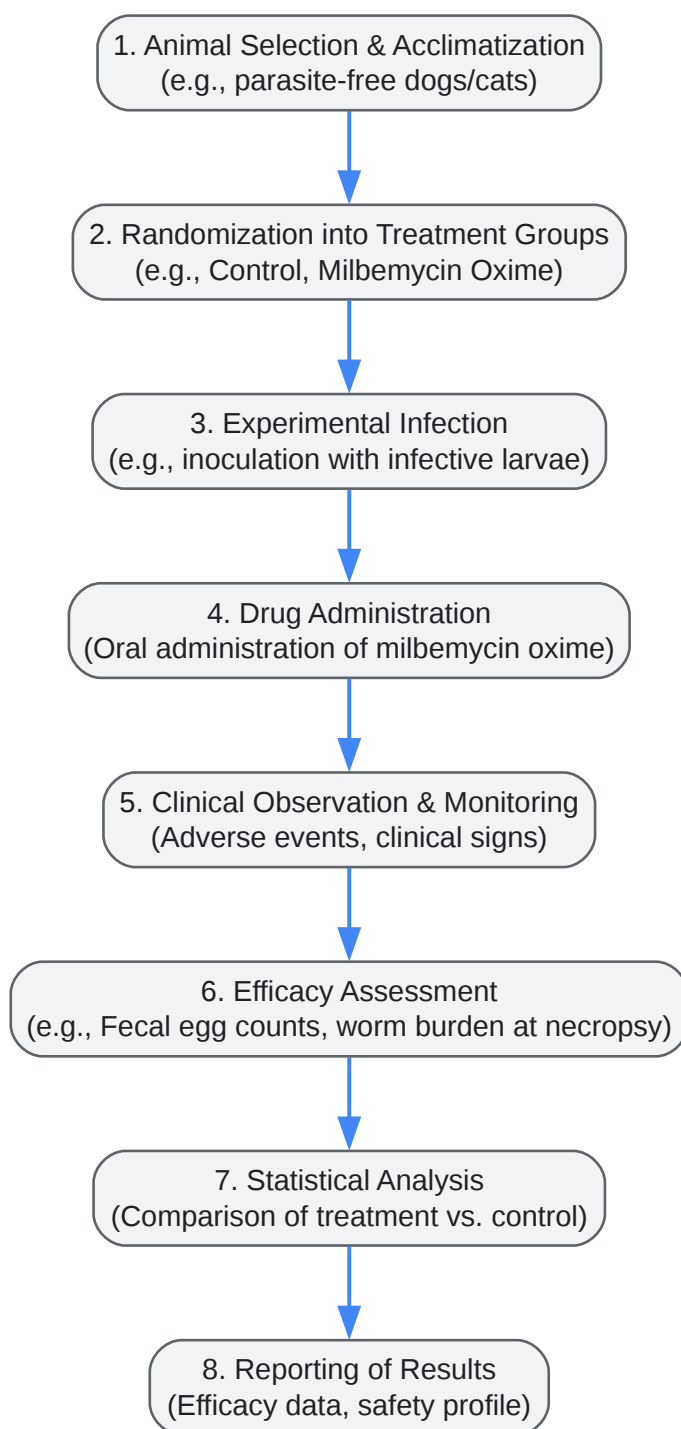 1. Animal Selection & Acclimatization
(e.g., parasite-free dogs/cats)
2. Randomization into Treatment Groups
(e.g., Control, Milbemycin Oxime)
3. Experimental Infection
(e.g., inoculation with infective larvae)
4. Drug Administration
(Oral administration of milbemycin oxime)
5. Clinical Observation & Monitoring
(Adverse events, clinical signs)
6. Efficacy Assessment
(e.g., Fecal egg counts, worm burden at necropsy)
7. Statistical Analysis
(Comparison of treatment vs. control)
8. Reporting of Results
(Efficacy data, safety profile)